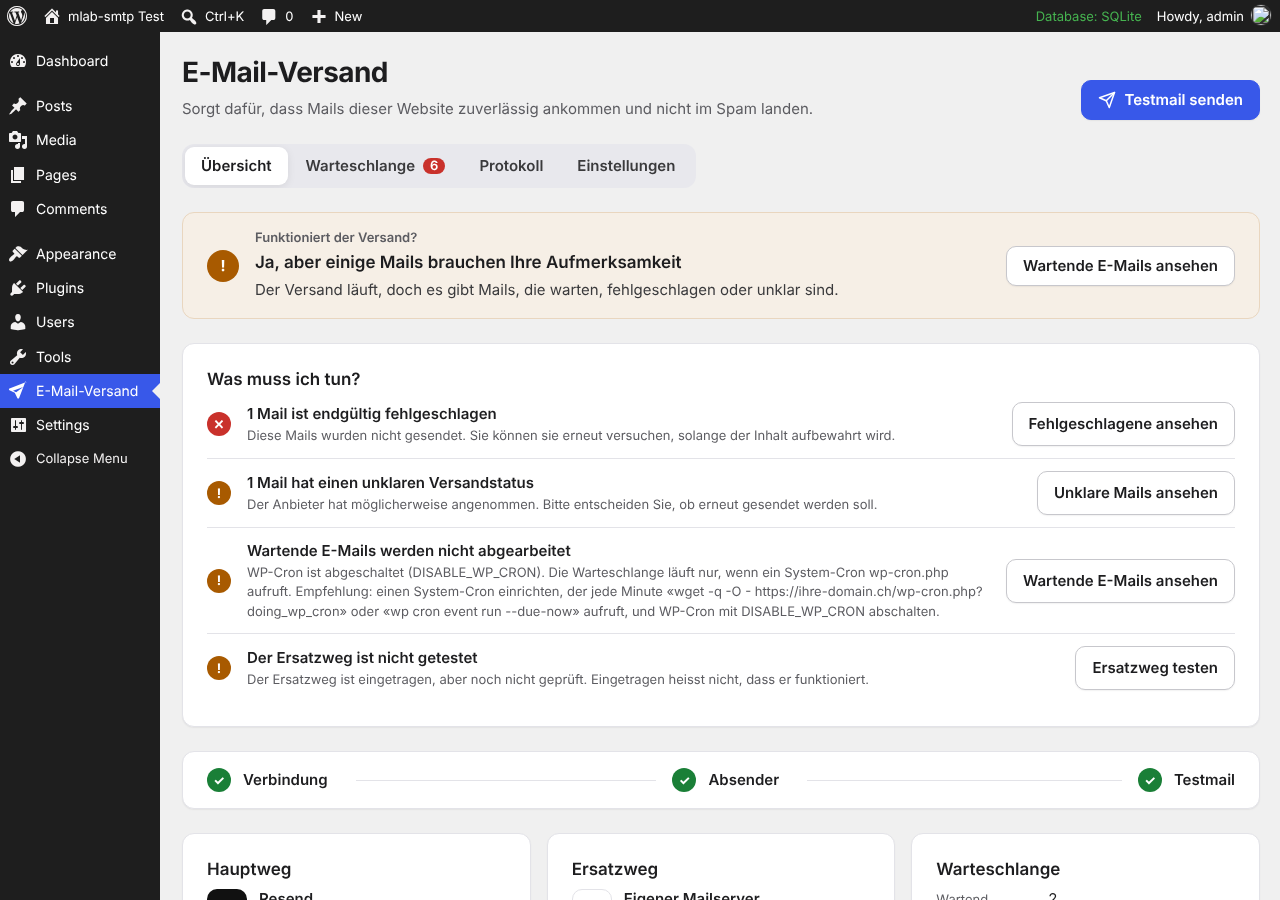 mlab-smtp Test Ctrl+K 0 New Database: SQLite Howdy, admin
Dashboard
Posts
Media
Pages
Comments
Appearance
Plugins
Users
Tools
E-Mail-Versand
Settings
Collapse Menu
E-Mail-Versand
Sorgt dafür, dass Mails dieser Website zuverlässig ankommen und nicht im Spam landen.
Testmail senden
Übersicht Warteschlange 6 Protokoll Einstellungen
Funktioniert der Versand?
Ja, aber einige Mails brauchen Ihre Aufmerksamkeit
Der Versand läuft, doch es gibt Mails, die warten, fehlgeschlagen oder unklar sind.
Wartende E-Mails ansehen
Was muss ich tun?
1 Mail ist endgültig fehlgeschlagen
Diese Mails wurden nicht gesendet. Sie können sie erneut versuchen, solange der Inhalt aufbewahrt wird.
Fehlgeschlagene ansehen
1 Mail hat einen unklaren Versandstatus
Der Anbieter hat möglicherweise angenommen. Bitte entscheiden Sie, ob erneut gesendet werden soll.
Unklare Mails ansehen
Wartende E-Mails werden nicht abgearbeitet
WP-Cron ist abgeschaltet (DISABLE_WP_CRON). Die Warteschlange läuft nur, wenn ein System-Cron wp-cron.php
aufruft. Empfehlung: einen System-Cron einrichten, der jede Minute «wget -q -O - https://ihre-domain.ch/wp-cron.php?
doing_wp_cron» oder «wp cron event run --due-now» aufruft, und WP-Cron mit DISABLE_WP_CRON abschalten.
Wartende E-Mails ansehen
Der Ersatzweg ist nicht getestet
Der Ersatzweg ist eingetragen, aber noch nicht geprüft. Eingetragen heisst nicht, dass er funktioniert.
Ersatzweg testen
Verbindung Absender Testmail
Hauptweg
Resend
Ersatzweg
Eigener Mailserver
Warteschlange
Wartend 2